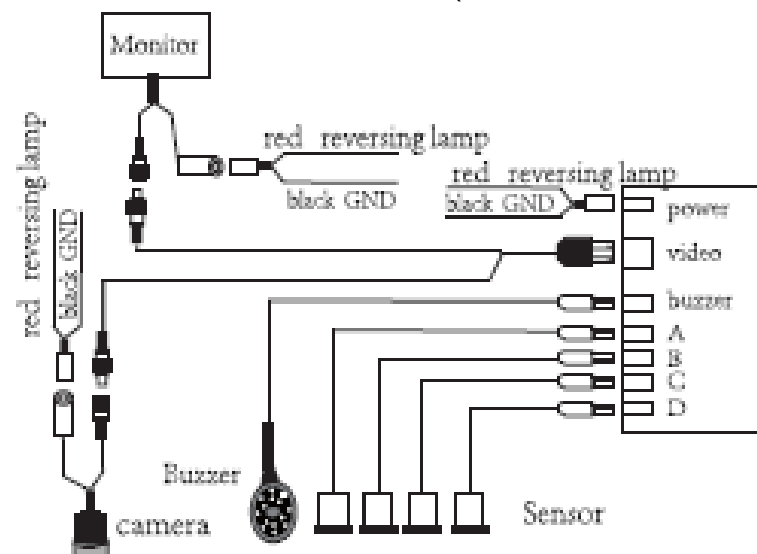 Monitor
red reversing lamp
black GND
red reversing lamp
black GND
power
video
buzzer
A
B
C
D
red reversing lamp
black GND
Buzzer
camera
Sensor